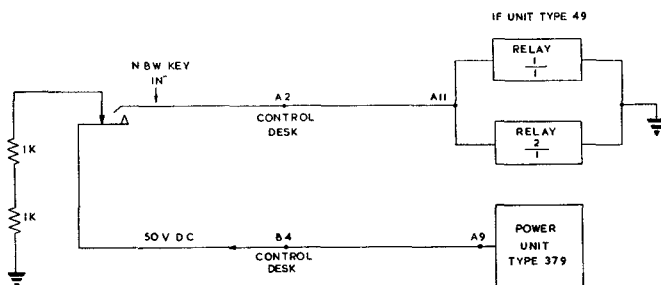 IF UNIT TYPE 49
RELAY
1
1
N BW KEY
IN
A2
CONTROL
DESK
A11
RELAY
2
1
1K
1K
50V DC
B4
CONTROL
DESK
A9
POWER
UNIT
TYPE 379